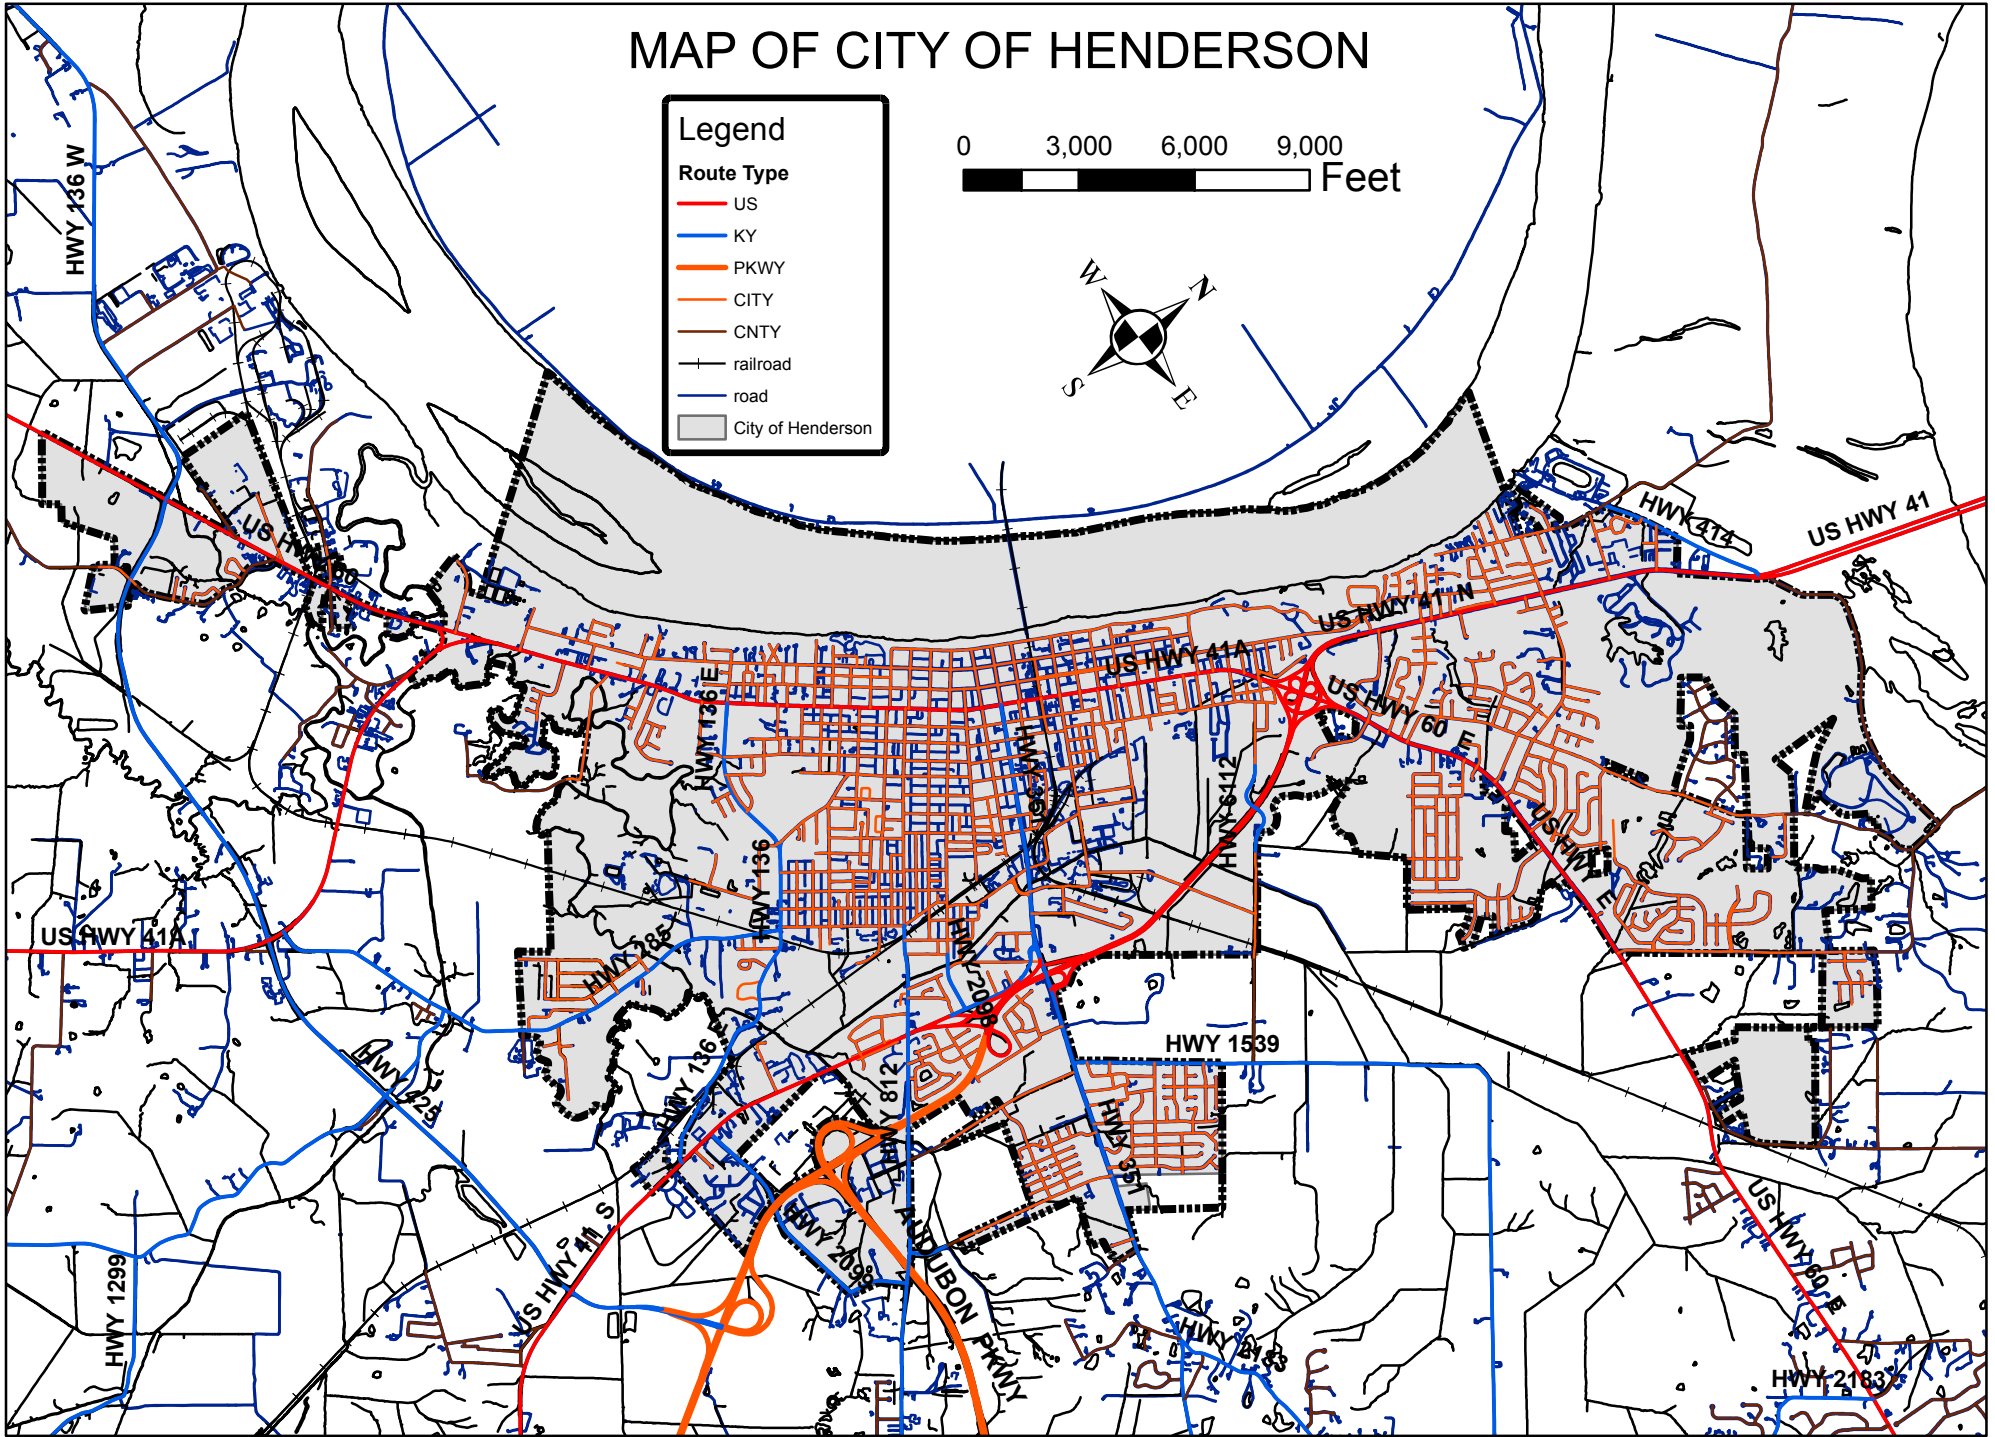 MAP OF CITY OF HENDERSON
Legend
Route Type
US
KY
PKWY
CITY
CNTY
railroad
road
City of Henderson
0 3,000 6,000 9,000
Feet
W
N
S
E
HWY 136 W
US HWY 60
HWY 414
US HWY 41
US HWY 41 N
US HWY 41A
US HWY 60 E
HWY 136 E
HWY 351
HWY 6112
US HWY E
HWY 136
US HWY 41A
HWY 285
HWY 2098
HWY 1539
HWY 136
HWY 812
HWY 425
HWY 351
US HWY 41 S
HWY 2098
AUDUBON PKWY
US HWY 60 E
HWY 1299
HWY 2183
HWY 2183